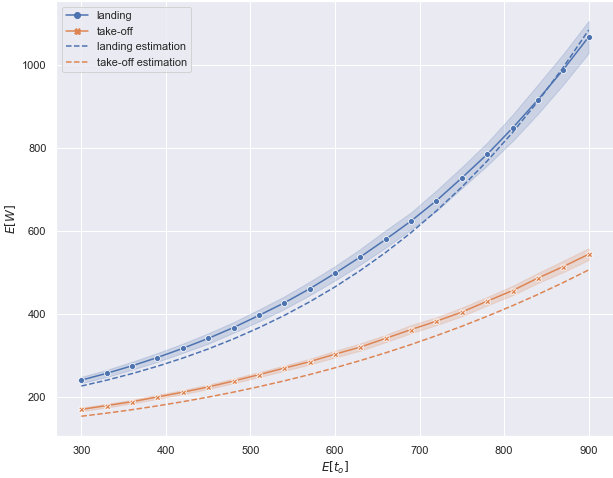 landing
take-off
landing estimation
take-off estimation
1000
800
600
400
200
E[W]
300 400 500 600 700 800 900
E[t_o]